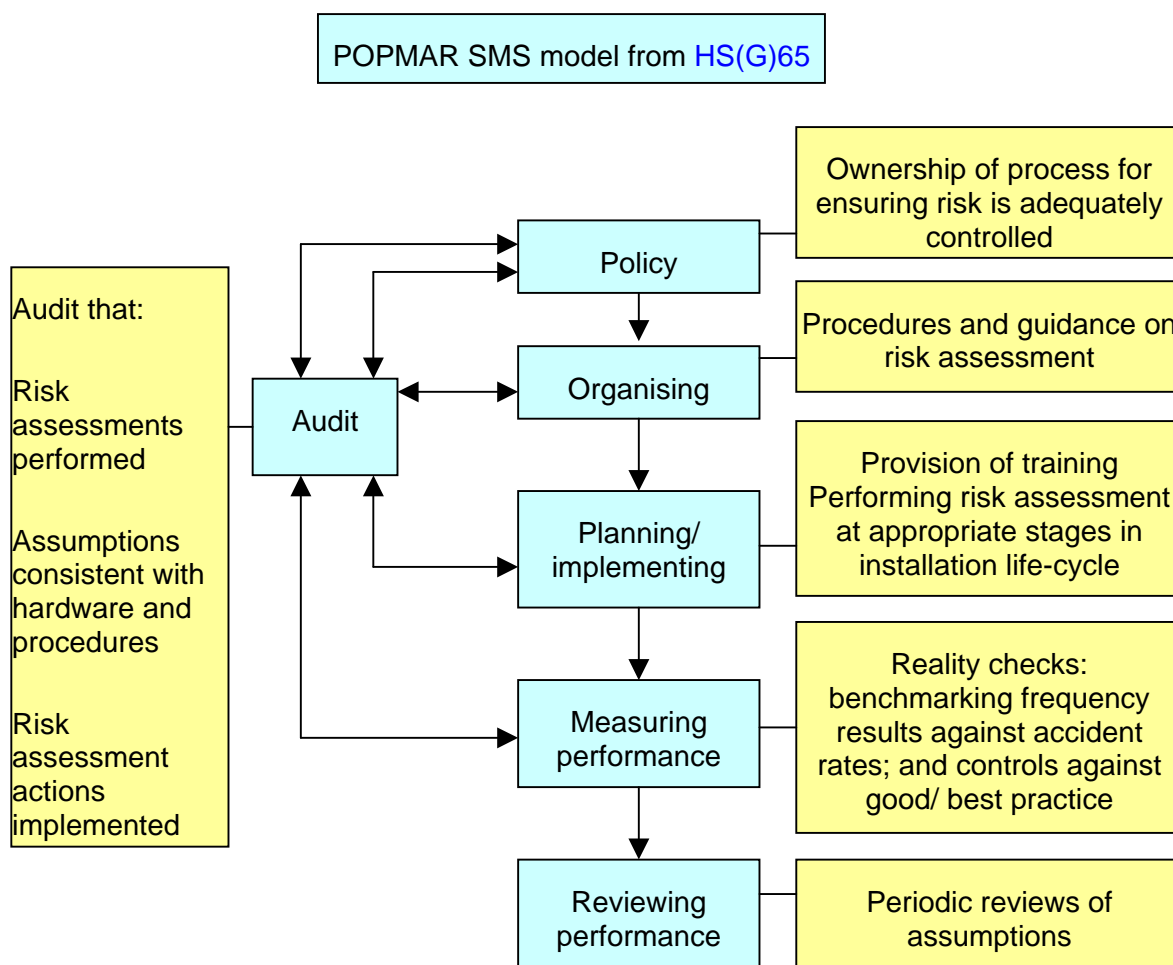 POPMAR SMS model from HS(G)65
Ownership of process for
ensuring risk is adequately
controlled
Policy
Audit that:
Risk
assessments
performed
Assumptions
consistent with
hardware and
procedures
Risk
assessment
actions
implemented
Audit
Procedures and guidance on
risk assessment
Organising
Provision of training
Performing risk assessment
at appropriate stages in
installation life-cycle
Planning/
implementing
Reality checks:
benchmarking frequency
results against accident
rates; and controls against
good/ best practice
Measuring
performance
Reviewing
performance
Periodic reviews of
assumptions